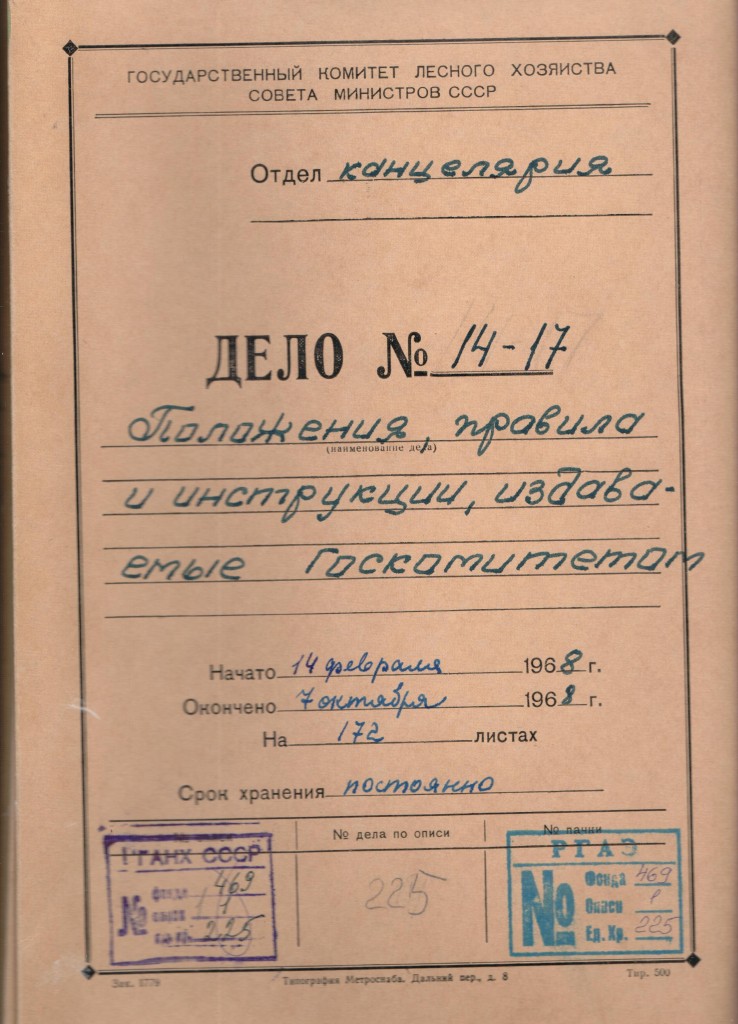 ГОСУДАРСТВЕННЫЙ КОМИТЕТ ЛЕСНОГО ХОЗЯЙСТВА
СОВЕТА МИНИСТРОВ СССР
Отдел канцелярия
ДЕЛО № 14-17
Положения, правила
(наименование дела)
и инструкции, издава-
емые Госкомитетом
Начато 14 февраля 1968 г.
Окончено 7 октября 1968 г.
На 172 листах
Срок хранения постоянно
№ дела по описи
№ пачки
225
ЦГАНХ СССР
№
фонда 469
описи 1
ед. хр. 225
РГАЭ
№
Фонда 469
Описи 1
Ед. Хр. 225
Типография Метроснаба. Дальний пер., д. 8
Тир. 500